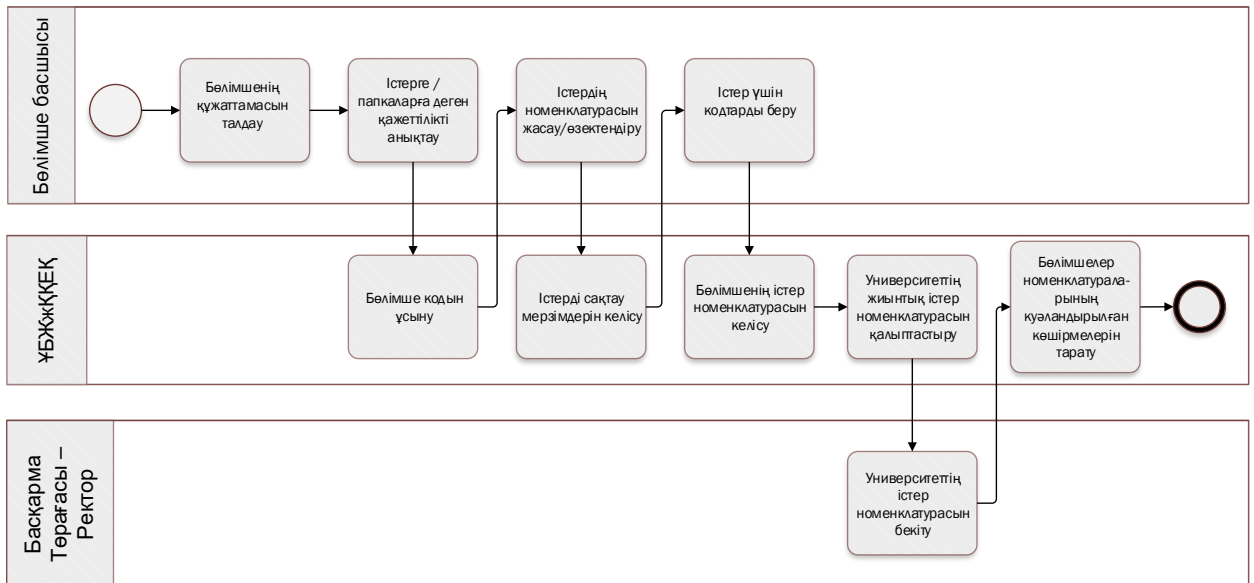 Бөлімше басшысы
Бөлімшенің
құжаттамасын
талдау
Істерге /
папкаларға деген
қажеттілікті
анықтау
Істердің
номенклатурасын
жасау/өзектендіру
Істер үшін
кодтарды беру
ҰБЖжҚҚЕҚ
Бөлімше кодын
ұсыну
Істерді сақтау
мерзімдерін келісу
Бөлімшенің істер
номенклатурасын
келісу
Университеттің
жиынтық істер
номенклатурасын
қалыптастыру
Бөлімшелер
номенклатурала-
рының
куәландырылған
көшірмелерін
тарату
Басқарма
Төрағасы –
Ректор
Университеттің
істер
номенклатурасын
бекіту